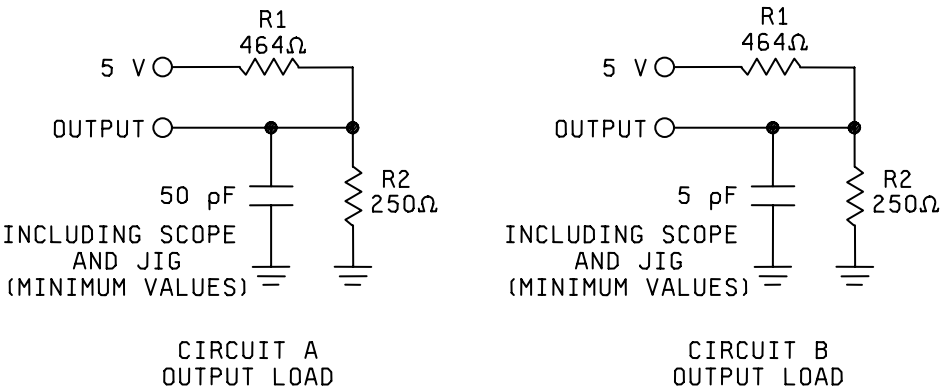 R1
464Ω
5 V
OUTPUT
50 pF
R2
250Ω
INCLUDING SCOPE
AND JIG
(MINIMUM VALUES)
CIRCUIT A
OUTPUT LOAD
R1
464Ω
5 V
OUTPUT
5 pF
R2
250Ω
INCLUDING SCOPE
AND JIG
(MINIMUM VALUES)
CIRCUIT B
OUTPUT LOAD